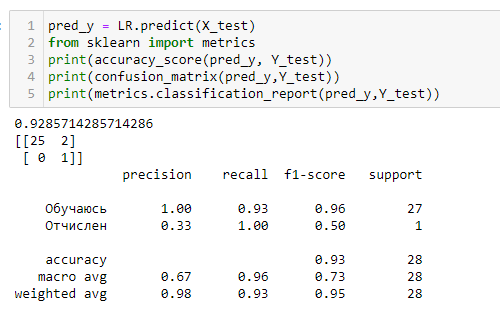 1 pred_y = LR.predict(X_test)
2 from sklearn import metrics
3 print(accuracy_score(pred_y, Y_test))
4 print(confusion_matrix(pred_y,Y_test))
5 print(metrics.classification_report(pred_y,Y_test))
0.9285714285714286
[[25  2]
 [ 0  1]]
              precision    recall  f1-score   support
    Обучаюсь       1.00      0.93      0.96        27
    Отчислен       0.33      1.00      0.50         1
    accuracy                           0.93        28
   macro avg       0.67      0.96      0.73        28
weighted avg       0.98      0.93      0.95        28